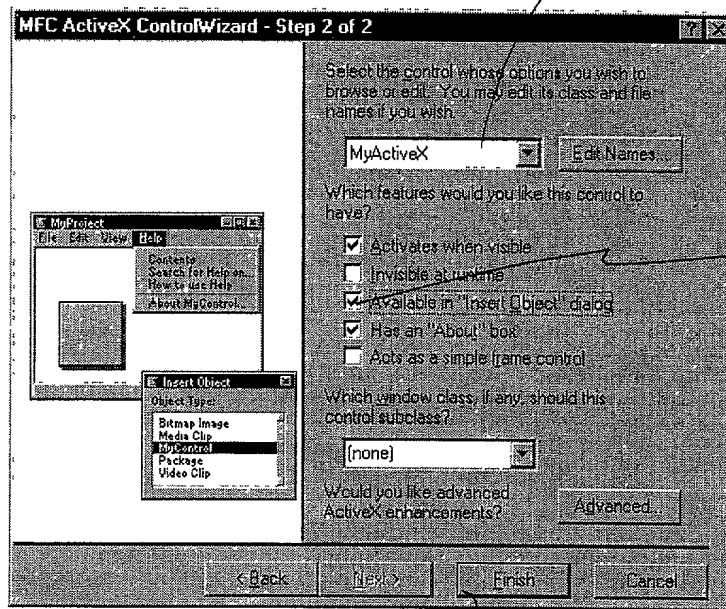 MFC ActiveX ControlWizard - Step 2 of 2
Select the control whose options you wish to
browse or edit. You may edit its class and file
names if you wish.
MyActiveX
Edit Names...
Which features would you like this control to
have?
Activates when visible
Invisible at runtime
Available in "Insert Object" dialog
Has an "About" box
Acts as a simple frame control
Which window class, if any, should this
control subclass?
(none)
Would you like advanced
ActiveX enhancements?
Advanced...
MyProject
File Edit View Help
Contents
Search for Help on...
How to use Help
About MyControl...
Insert Object
Object Type:
Bitmap Image
Media Clip
MyControl
Package
Video Clip
< Back
Next >
Finish
Cancel